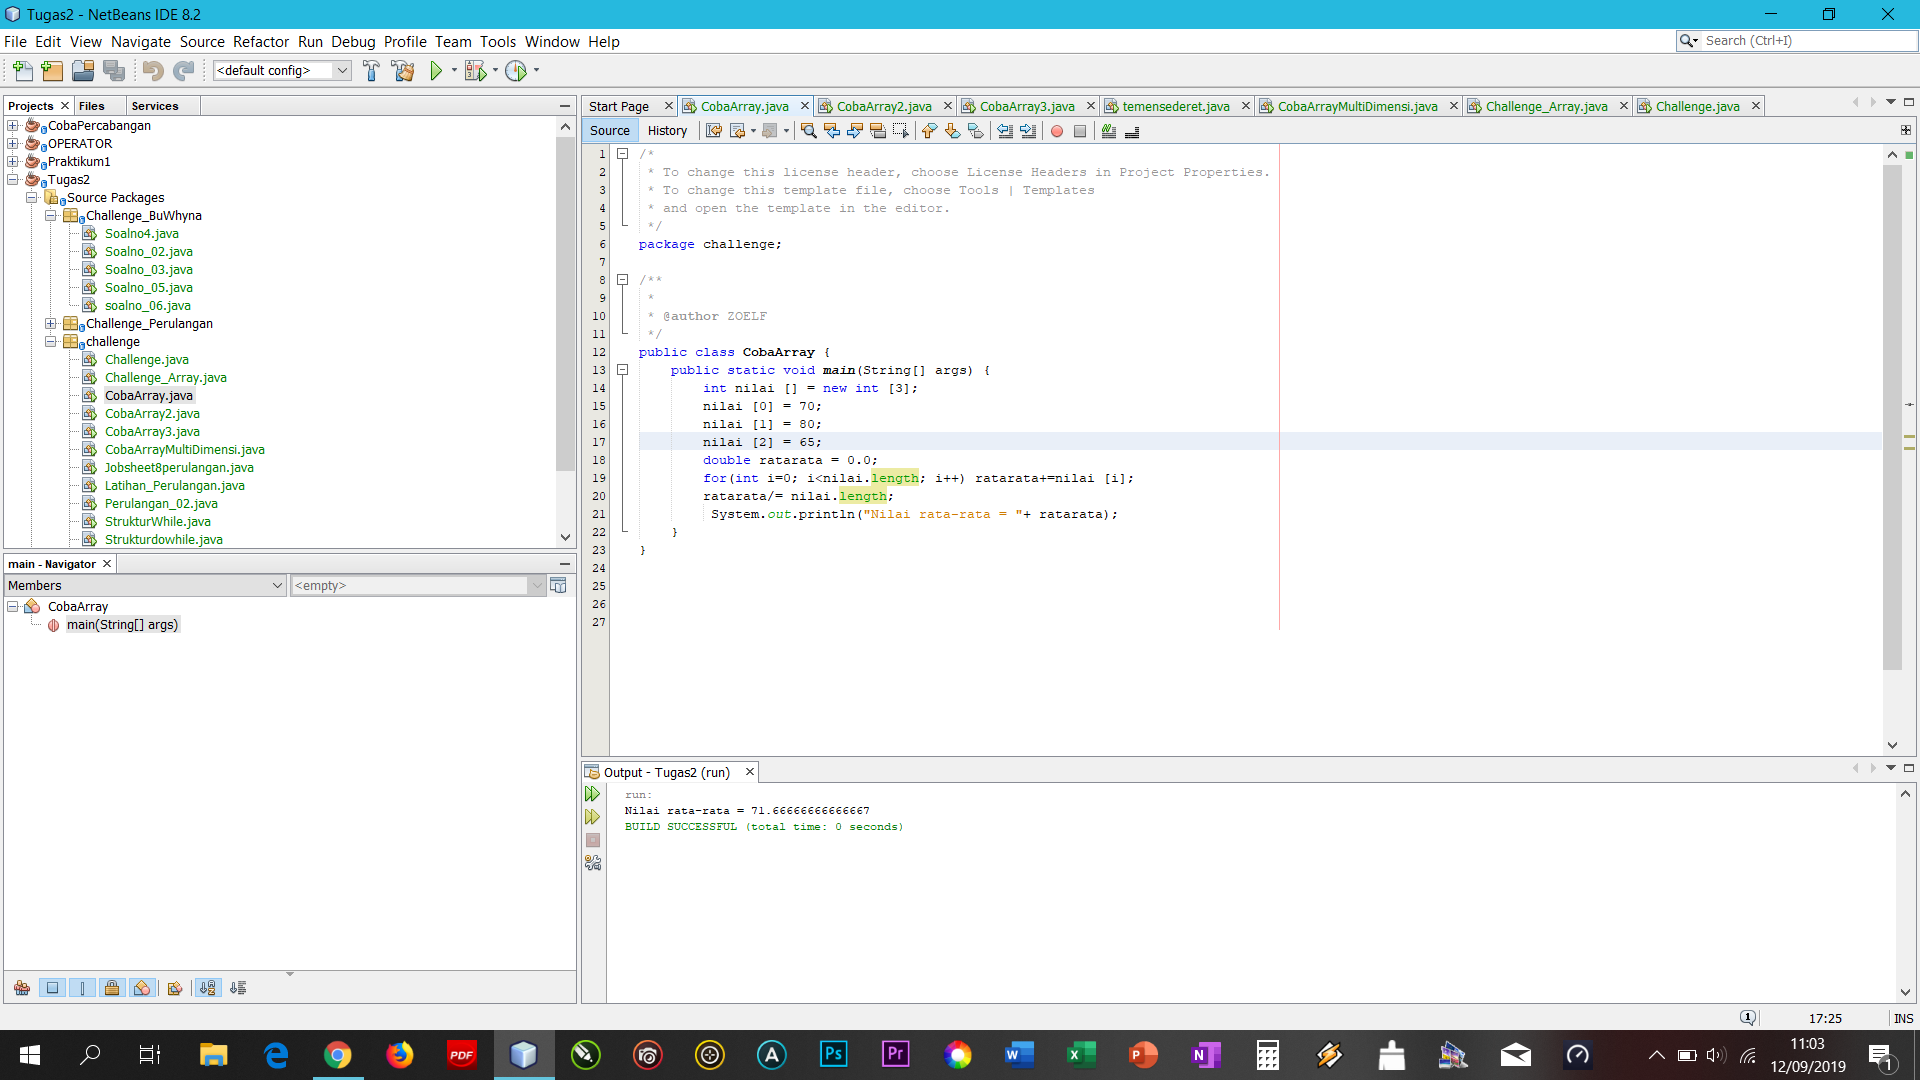 Tugas2 - NetBeans IDE 8.2
File Edit View Navigate Source Refactor Run Debug Profile Team Tools Window Help
Search (Ctrl+I)
<default config>
Projects Files Services
CobaPercabangan
OPERATOR
Praktikum1
Tugas2
Source Packages
Challenge_BuWhyna
Soalno4.java
Soalno_02.java
Soalno_03.java
Soalno_05.java
soalno_06.java
Challenge_Perulangan
challenge
Challenge.java
Challenge_Array.java
CobaArray.java
CobaArray2.java
CobaArray3.java
CobaArrayMultiDimensi.java
Jobsheet8perulangan.java
Latihan_Perulangan.java
Perulangan_02.java
StrukturWhile.java
Strukturdowhile.java
main - Navigator
Members <empty>
CobaArray
main(String[] args)
Start Page CobaArray.java CobaArray2.java CobaArray3.java temensederet.java CobaArrayMultiDimensi.java Challenge_Array.java Challenge.java
Source History
1 /*
2 * To change this license header, choose License Headers in Project Properties.
3 * To change this template file, choose Tools | Templates
4 * and open the template in the editor.
5 */
6 package challenge;
7
8 /**
9 *
10 * @author ZOELF
11 */
12 public class CobaArray {
13 public static void main(String[] args) {
14 int nilai [] = new int [3];
15 nilai [0] = 70;
16 nilai [1] = 80;
17 nilai [2] = 65;
18 double ratarata = 0.0;
19 for(int i=0; i<nilai.length; i++) ratarata+=nilai [i];
20 ratarata/= nilai.length;
21 System.out.println("Nilai rata-rata = "+ ratarata);
22 }
23 }
24
25
26
27
Output - Tugas2 (run)
run:
Nilai rata-rata = 71.66666666666667
BUILD SUCCESSFUL (total time: 0 seconds)
1 17:25 INS
PDF Ps Pr
11:03
12/09/2019
1